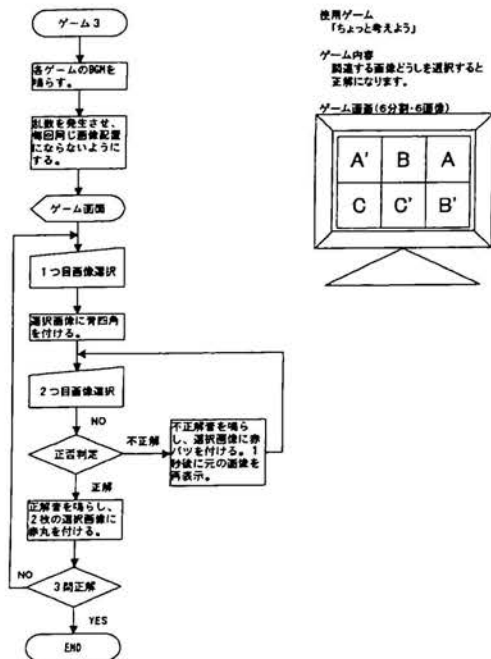 ゲーム3
各ゲームのBGMを
鳴らす。
乱数を発生させ、
毎回同じ画像配置
にならないように
する。
ゲーム画面
1つ目画像選択
選択画像に青四角
を付ける。
2つ目画像選択
NO
正否判定
不正解
不正解音を鳴ら
し、選択画像に赤
バツを付ける。1
秒後に元の画像を
再表示。
正解
正解音を鳴らし、
2枚の選択画像に
赤丸を付ける。
NO
3問正解
YES
END
使用ゲーム
「ちょっと考えよう」
ゲーム内容
関連する画像どうしを選択すると
正解になります。
ゲーム画面(6分割・6画像)
A' B A
C C' B'